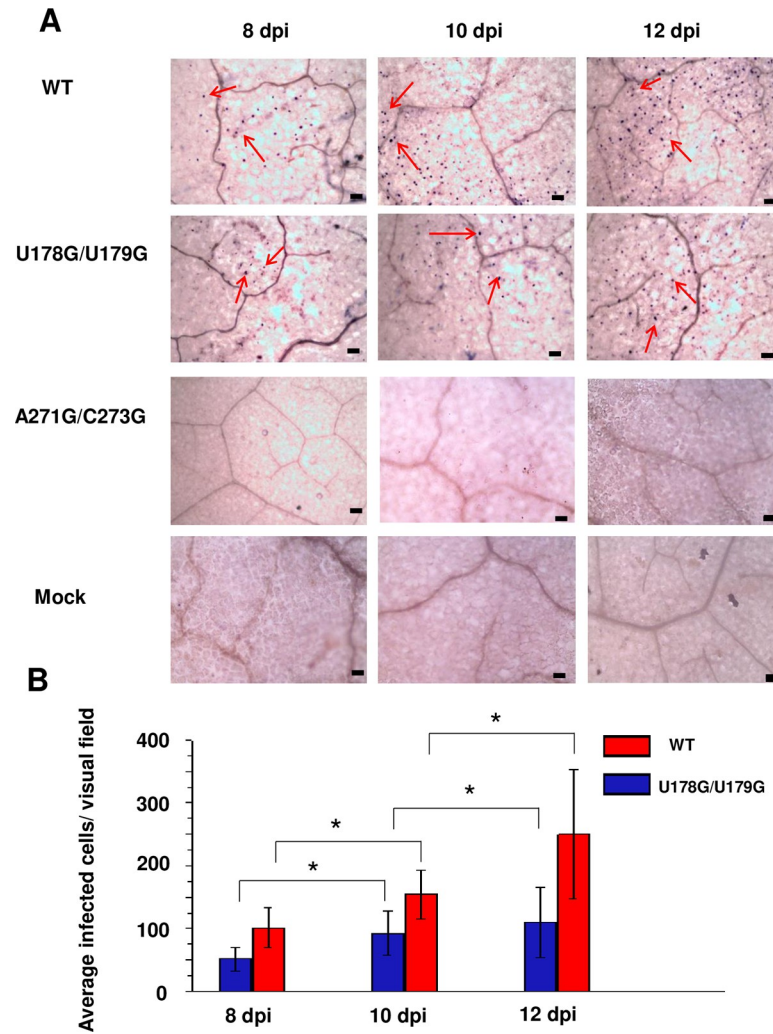 A
8 dpi 10 dpi 12 dpi
WT
U178G/U179G
A271G/C273G
Mock
B
Average infected cells/ visual field
400
300
200
100
0
* * * *
WT
U178G/U179G
8 dpi 10 dpi 12 dpi